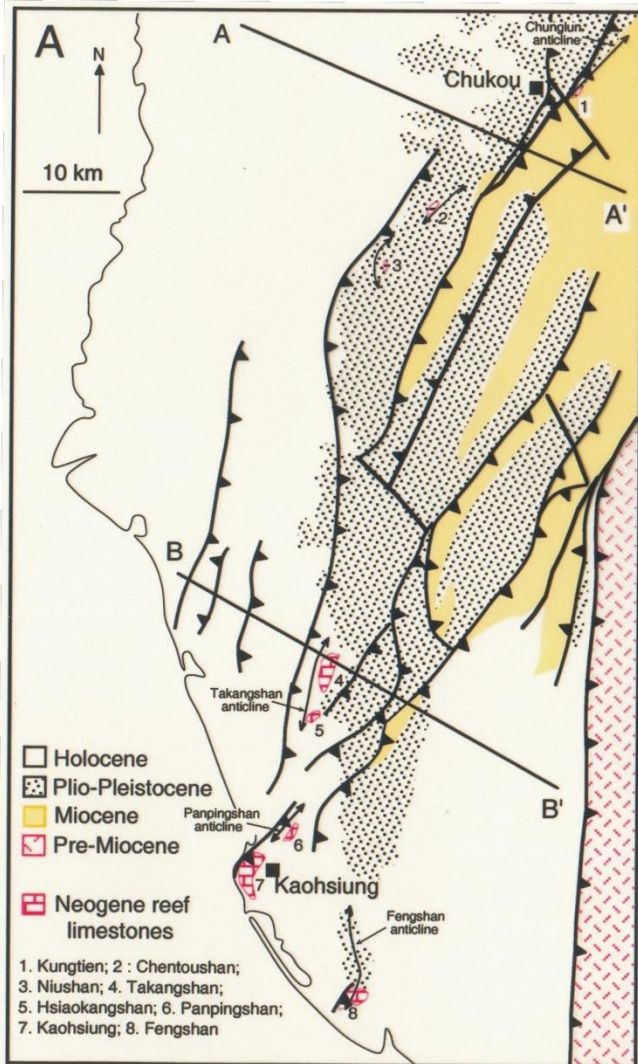 A
A
N
10 km
Chungiun
anticline
Chukou
1
A'
2
3
B
4
Takangshan
anticline
5
Holocene
Plio-Pleistocene
Miocene
Pre-Miocene
Neogene reef
limestones
B'
Panpingshan
anticline
6
7 Kaohsiung
Fengshan
anticline
8
1. Kungtien; 2 : Chentoushan;
3. Niushan; 4. Takangshan;
5. Hsiaokangshan; 6. Panpingshan;
7. Kaohsiung; 8. Fengshan